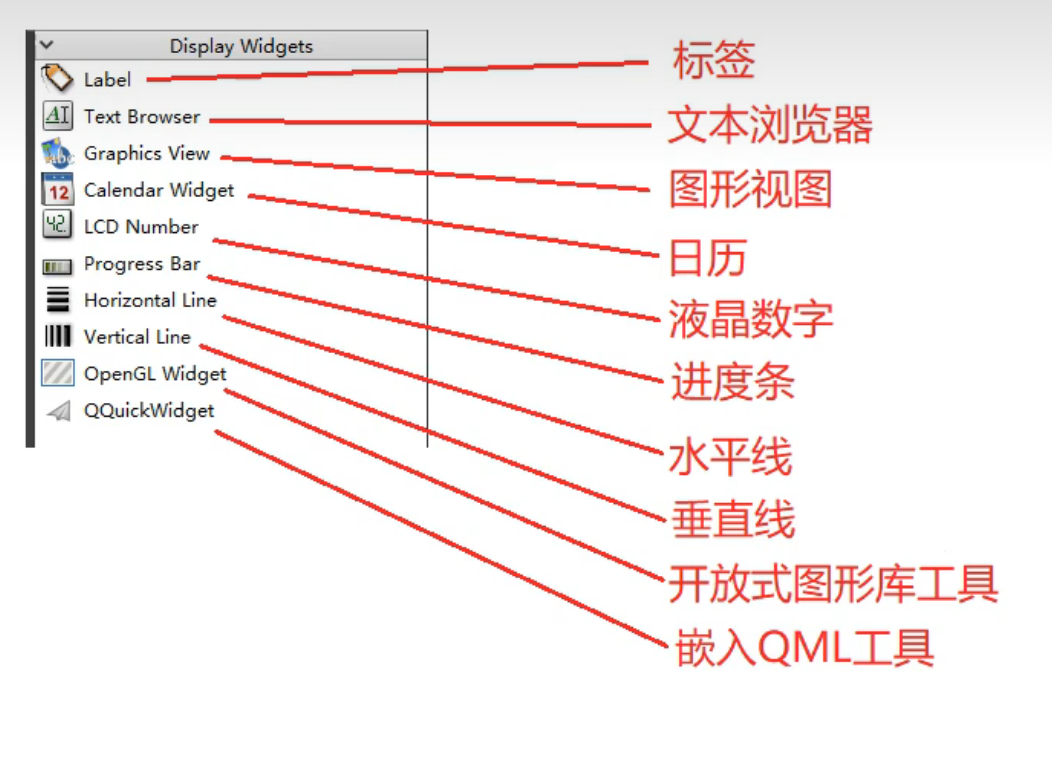 Display Widgets
Label 标签
Text Browser 文本浏览器
Graphics View 图形视图
Calendar Widget 日历
LCD Number 液晶数字
Progress Bar 进度条
Horizontal Line 水平线
Vertical Line 垂直线
OpenGL Widget 开放式图形库工具
QQuickWidget 嵌入QML工具